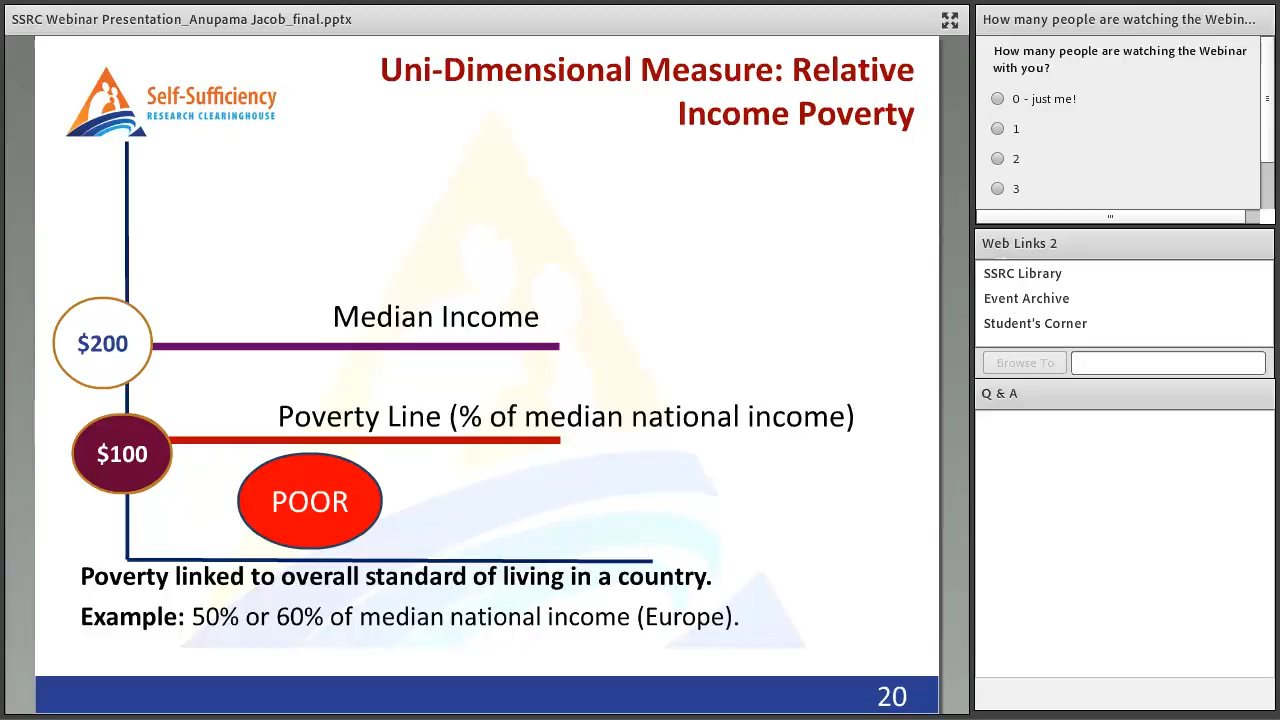 SSRC Webinar Presentation_Anupama Jacob_final.pptx
Self-Sufficiency
RESEARCH CLEARINGHOUSE
Uni-Dimensional Measure: Relative
Income Poverty
Median Income
$200
Poverty Line (% of median national income)
$100
POOR
Poverty linked to overall standard of living in a country.
Example: 50% or 60% of median national income (Europe).
20
How many people are watching the Webin...
How many people are watching the Webinar
with you?
0 - just me!
1
2
3
Web Links 2
SSRC Library
Event Archive
Student's Corner
Browse To
Q & A